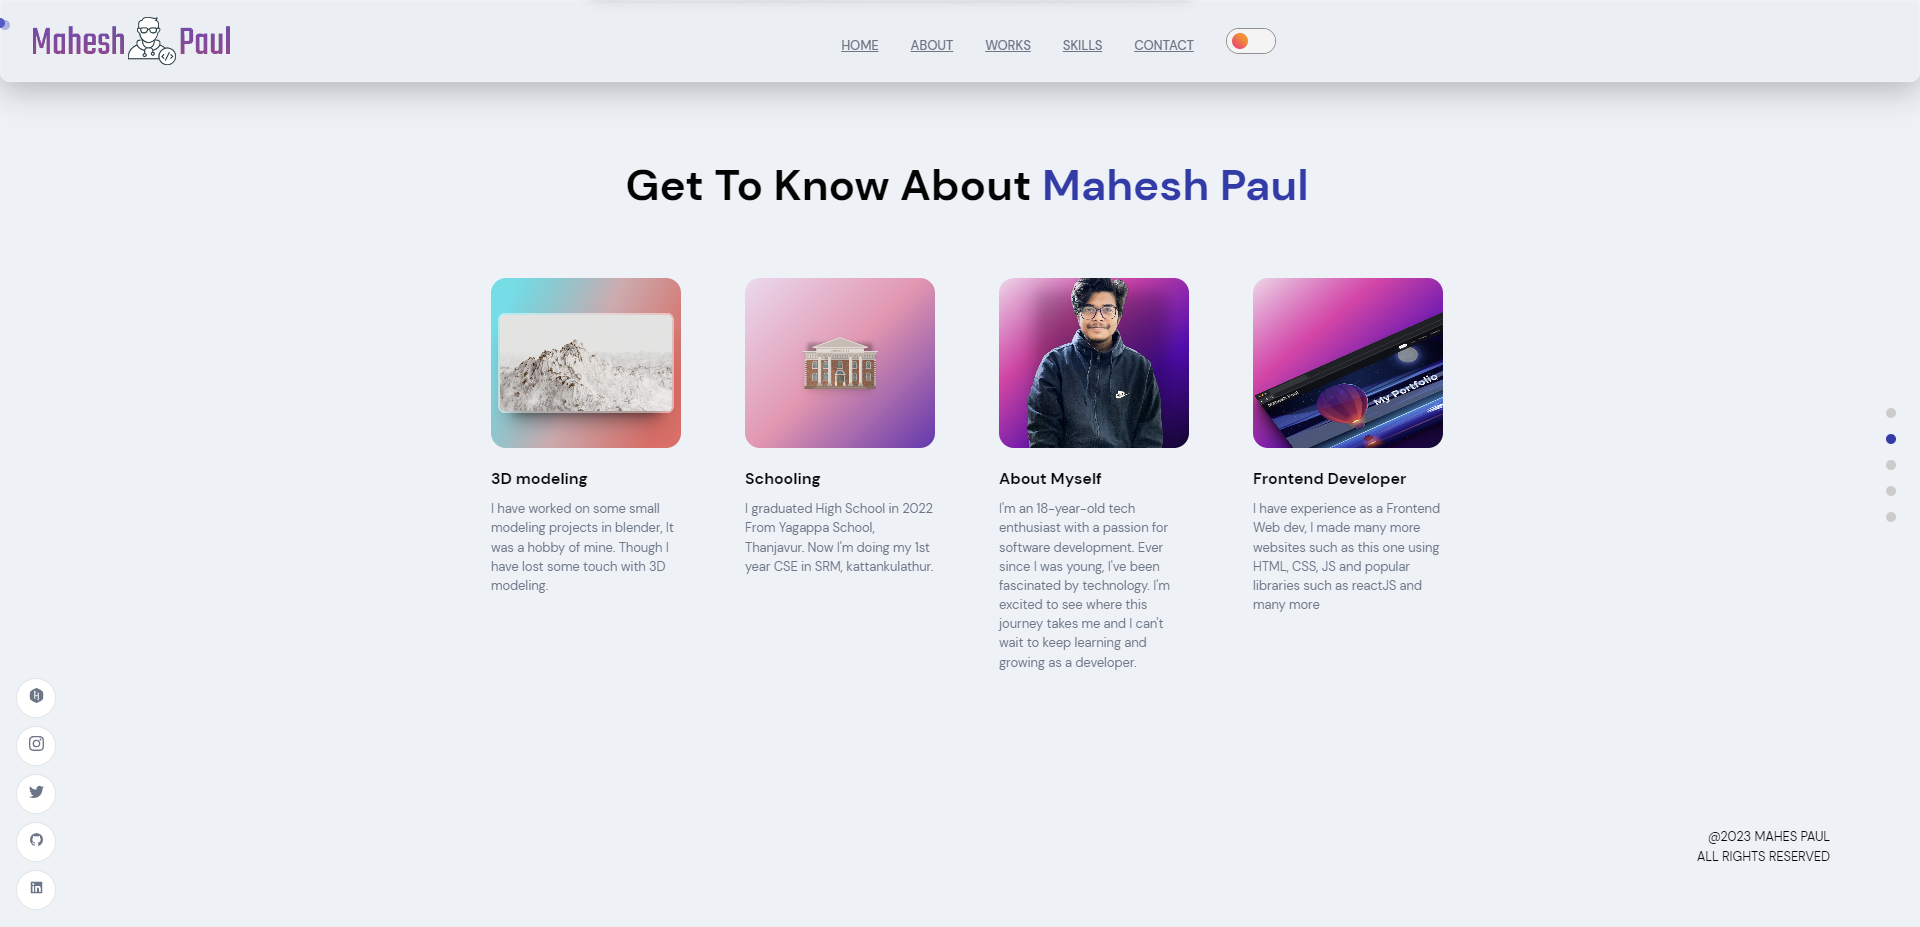 Mahesh Paul
HOME ABOUT WORKS SKILLS CONTACT
Get To Know About Mahesh Paul
My Portfolio
Mahesh Paul
3D modeling
I have worked on some small
modeling projects in blender, It
was a hobby of mine. Though I
have lost some touch with 3D
modeling.
Schooling
I graduated High School in 2022
From Yagappa School,
Thanjavur. Now I'm doing my 1st
year CSE in SRM, kattankulathur.
About Myself
I'm an 18-year-old tech
enthusiast with a passion for
software development. Ever
since I was young, I've been
fascinated by technology. I'm
excited to see where this
journey takes me and I can't
wait to keep learning and
growing as a developer.
Frontend Developer
I have experience as a Frontend
Web dev, I made many more
websites such as this one using
HTML, CSS, JS and popular
libraries such as reactJS and
many more
@2023 MAHES PAUL
ALL RIGHTS RESERVED